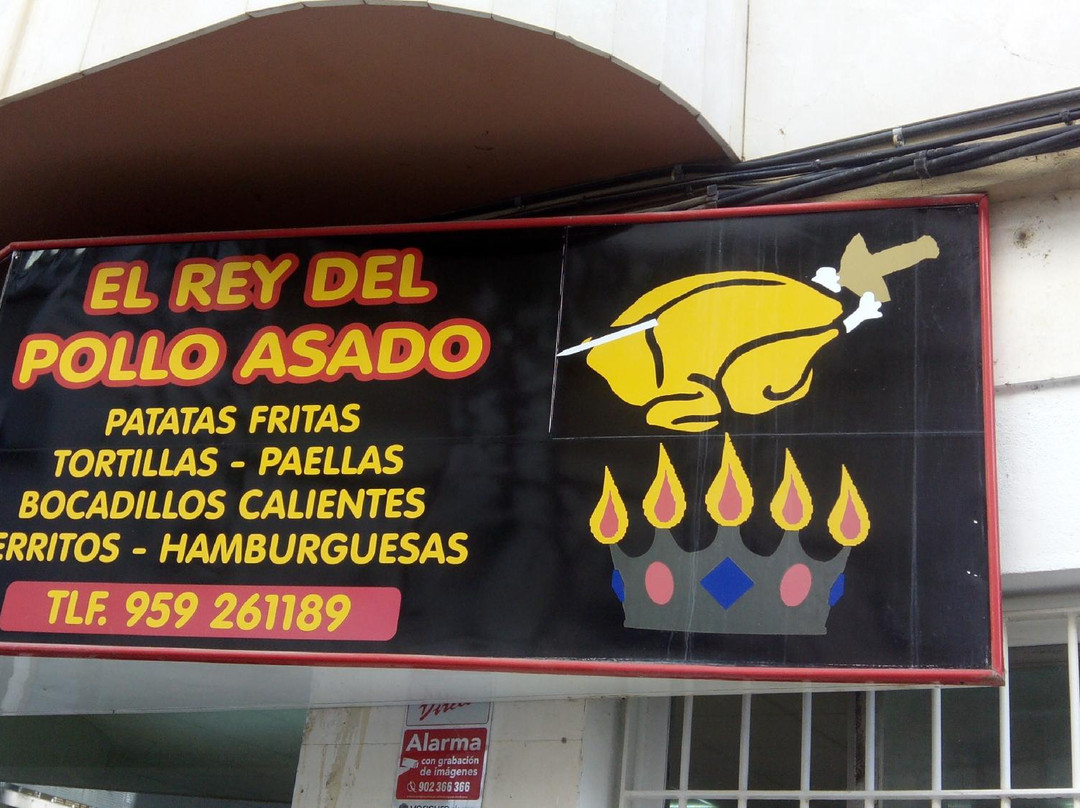 EL REY DEL
POLLO ASADO
PATATAS FRITAS
TORTILLAS - PAELLAS
BOCADILLOS CALIENTES
ERRITOS - HAMBURGUESAS
TLF. 959 261189
Alarma
con grabación
de imágenes
902 366 366